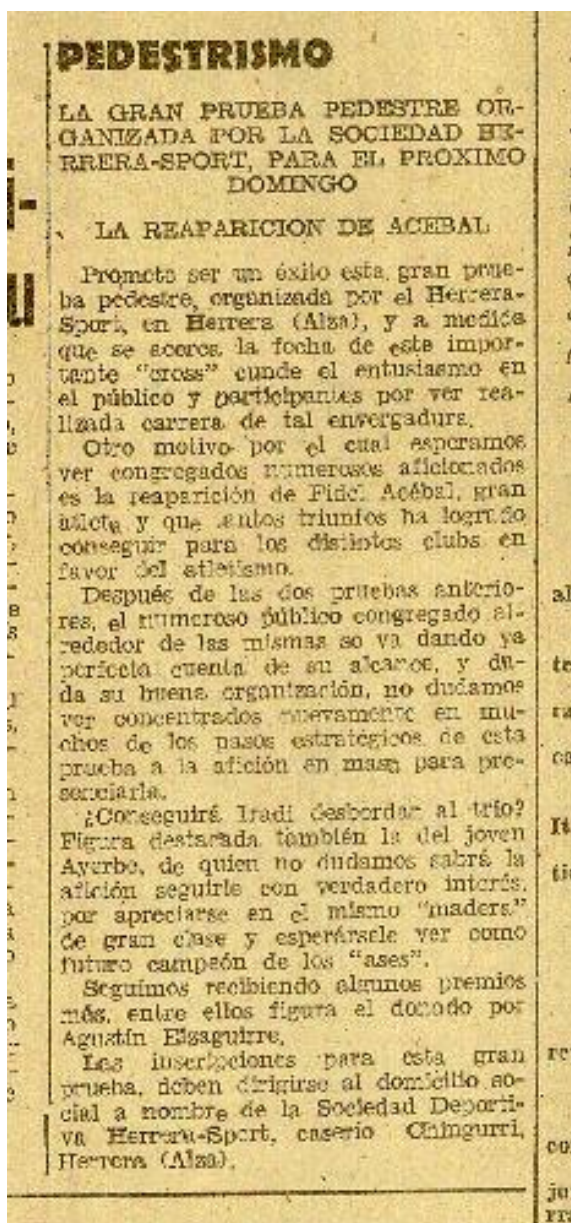 PEDESTRISMO
LA GRAN PRUEBA PEDESTRE OR-
GANIZADA POR LA SOCIEDAD HE-
RRERA-SPORT, PARA EL PROXIMO
DOMINGO
LA REAPARICION DE ACEBAL
Promete ser un éxito esta gran prue-
ba pedestre, organizada por el Herrera-
Sport, en Herrera (Alza), y a medida
que se acerca la fecha de este impor-
tante "cross" cunde el entusiasmo en
el público y participantes por ver rea-
lizada carrera de tal envergadura.
Otro motivo por el cual esperamos
ver congregados numerosos aficionados
es la reaparición de Fidel Acébal, gran
atleta y que tantos triunfos ha logrado
conseguir para los distintos clubs en
favor del atletismo.
Después de las dos pruebas anterio-
res, el numeroso público congregado al-
rededor de las mismas se va dando ya
perfecta cuenta de su alcance, y da-
da su buena organización, no dudamos
ver concentrados nuevamente en mu-
chos de los pasos estratégicos de esta
prueba a la afición en masa para pre-
senciarla.
¿Conseguirá Iradi desbordar al trío?
Figura destacada también la del joven
Ayerbe, de quien no dudamos sabrá la
afición seguirle con verdadero interés,
por apreciarse en el mismo "madera"
de gran clase y esperársele ver como
futuro campeón de los "ases".
Seguimos recibiendo algunos premios
más, entre ellos figura el donado por
Agustín Elzaguirre.
Las inscripciones para esta gran
prueba, deben dirigirse al domicilio so-
cial a nombre de la Sociedad Deporti-
va Herrera-Sport, caserío Chingurri,
Herrera (Alza).